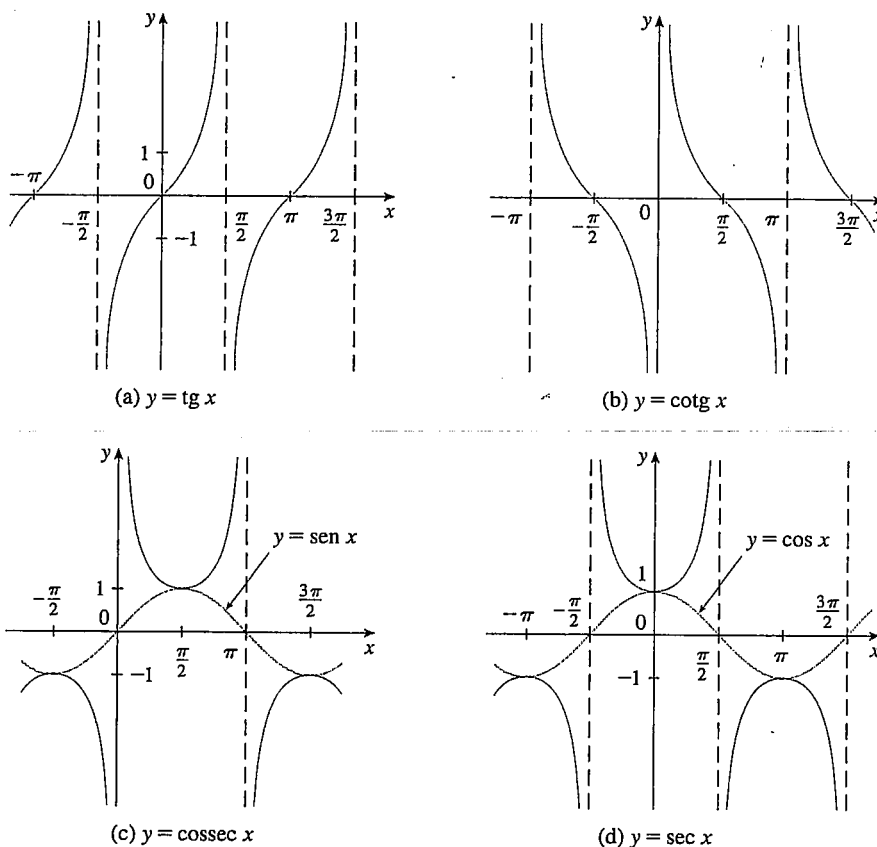 y
1
−π
0
−π/2
π/2
π
3π/2
x
−1
(a) y = tg x
y
−π
−π/2
0
π/2
π
3π/2
x
(b) y = cotg x
y
y = sen x
−π/2
1
0
3π/2
−1
π/2
π
x
(c) y = cossec x
y
y = cos x
1
−π
−π/2
0
3π/2
−1
π/2
π
x
(d) y = sec x